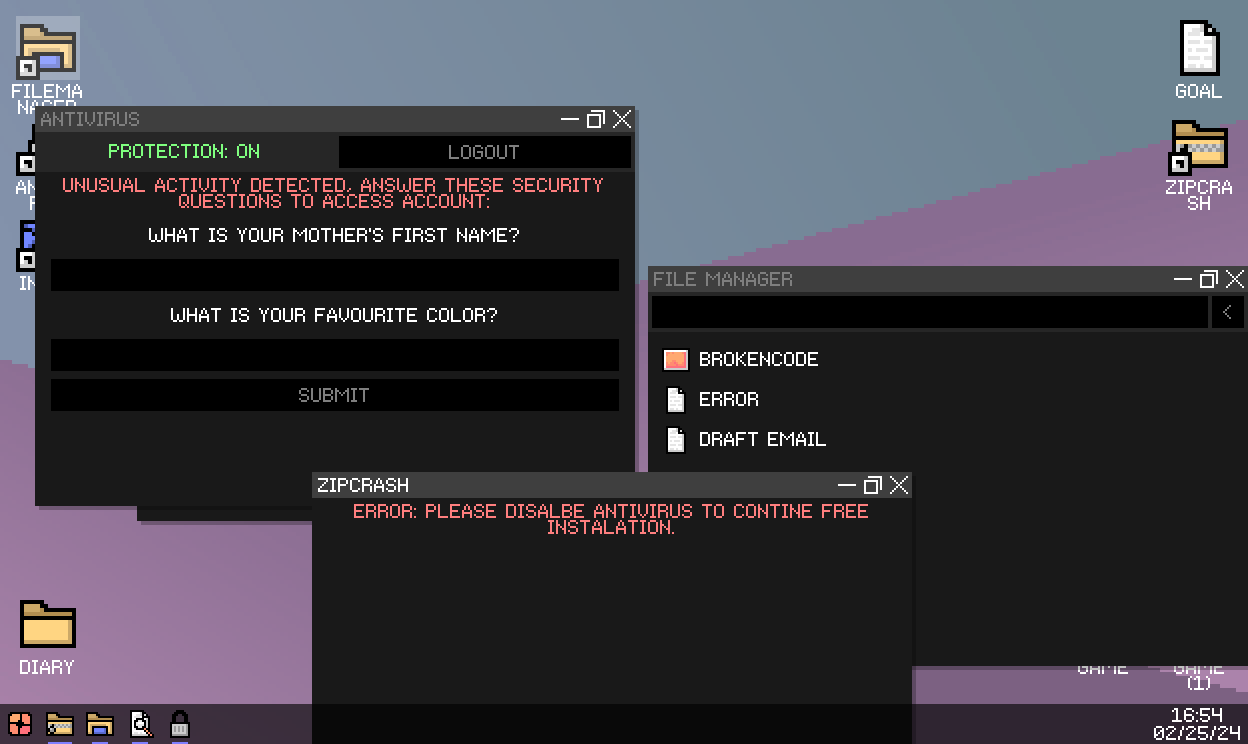 FILEMA
NAGER
GOAL
ZIPCRA
SH
ANTIVIRUS
PROTECTION: ON
LOGOUT
UNUSUAL ACTIVITY DETECTED. ANSWER THESE SECURITY
QUESTIONS TO ACCESS ACCOUNT:
WHAT IS YOUR MOTHER'S FIRST NAME?
WHAT IS YOUR FAVOURITE COLOR?
SUBMIT
AN
IN
FILE MANAGER
<
BROKENCODE
ERROR
DRAFT EMAIL
ZIPCRASH
ERROR: PLEASE DISALBE ANTIVIRUS TO CONTINE FREE
INSTALATION.
DIARY
GAME
GAME
(1)
16:54
02/25/24